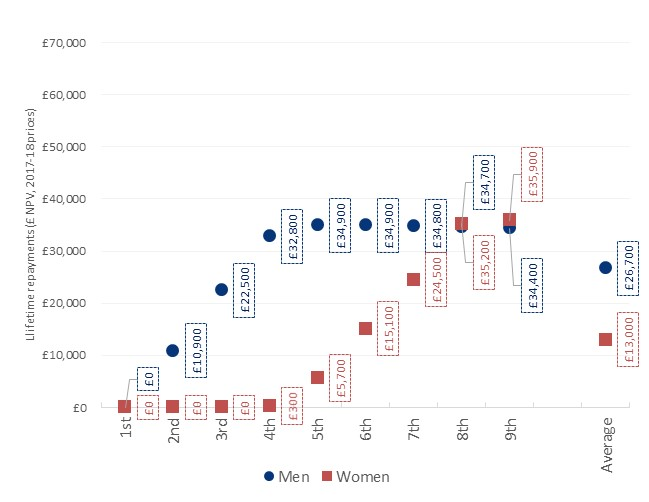 £70,000
£60,000
£50,000
£40,000
£30,000
£20,000
£10,000
£0
Llifetime repayments (£ NPV, 2017-18 prices)
£0
£10,900
£22,500
£32,800
£34,900
£34,900
£34,800
£34,700
£34,400
£26,700
£0
£0
£0
£300
£5,700
£15,100
£24,500
£35,200
£35,900
£13,000
1st
2nd
3rd
4th
5th
6th
7th
8th
9th
Average
Men Women